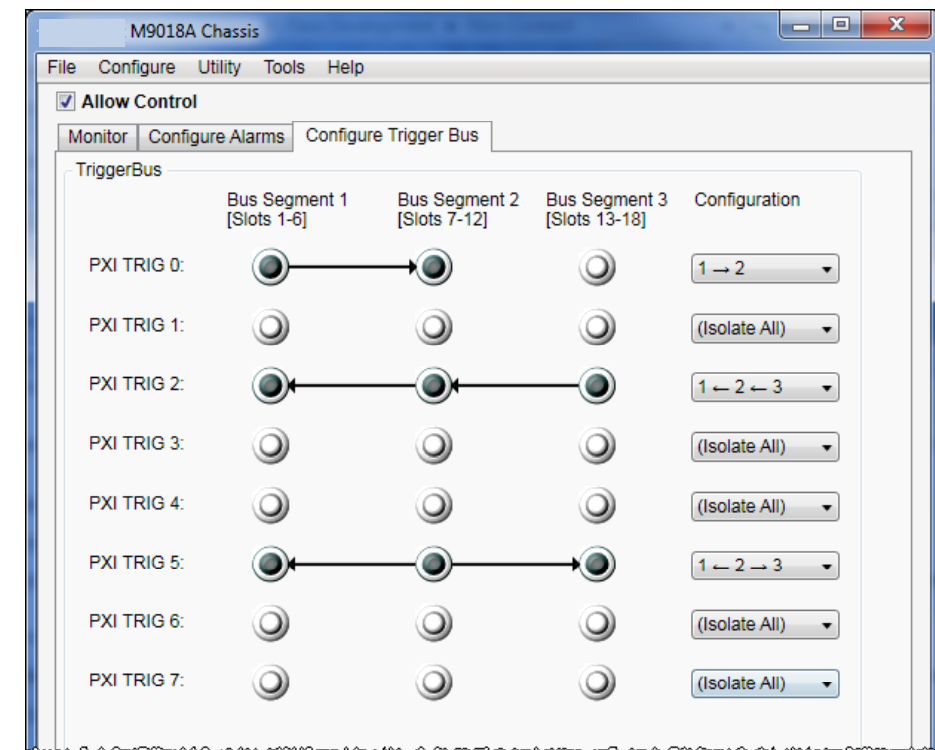 M9018A Chassis
File Configure Utility Tools Help
Allow Control
Monitor Configure Alarms Configure Trigger Bus
TriggerBus
Bus Segment 1 Bus Segment 2 Bus Segment 3 Configuration
[Slots 1-6] [Slots 7-12] [Slots 13-18]
PXI TRIG 0: 1 → 2
PXI TRIG 1: (Isolate All)
PXI TRIG 2: 1 ← 2 ← 3
PXI TRIG 3: (Isolate All)
PXI TRIG 4: (Isolate All)
PXI TRIG 5: 1 ← 2 → 3
PXI TRIG 6: (Isolate All)
PXI TRIG 7: (Isolate All)